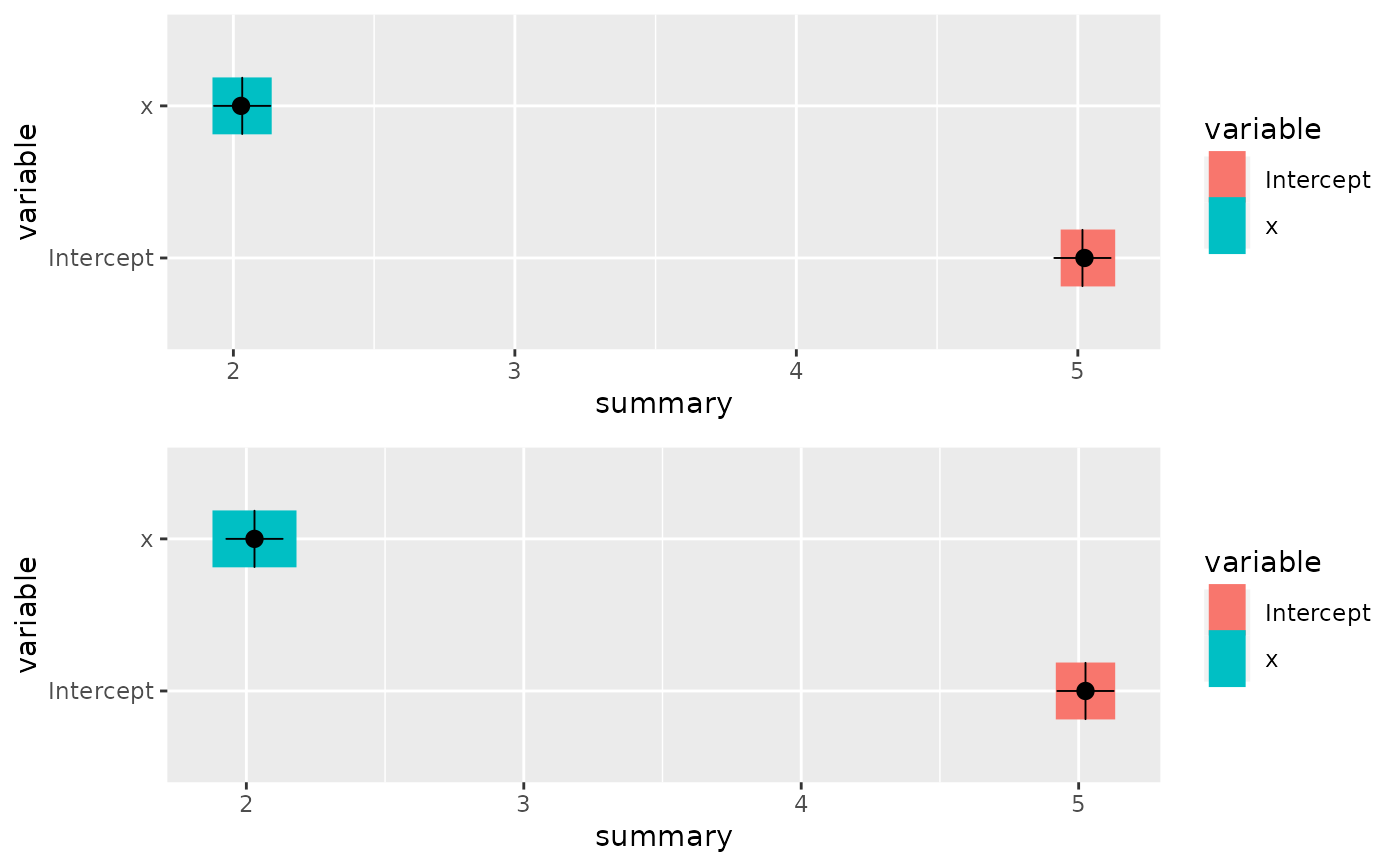 variable
x
Intercept
2 3 4 5
summary
variable
Intercept
x
variable
x
Intercept
2 3 4 5
summary
variable
Intercept
x